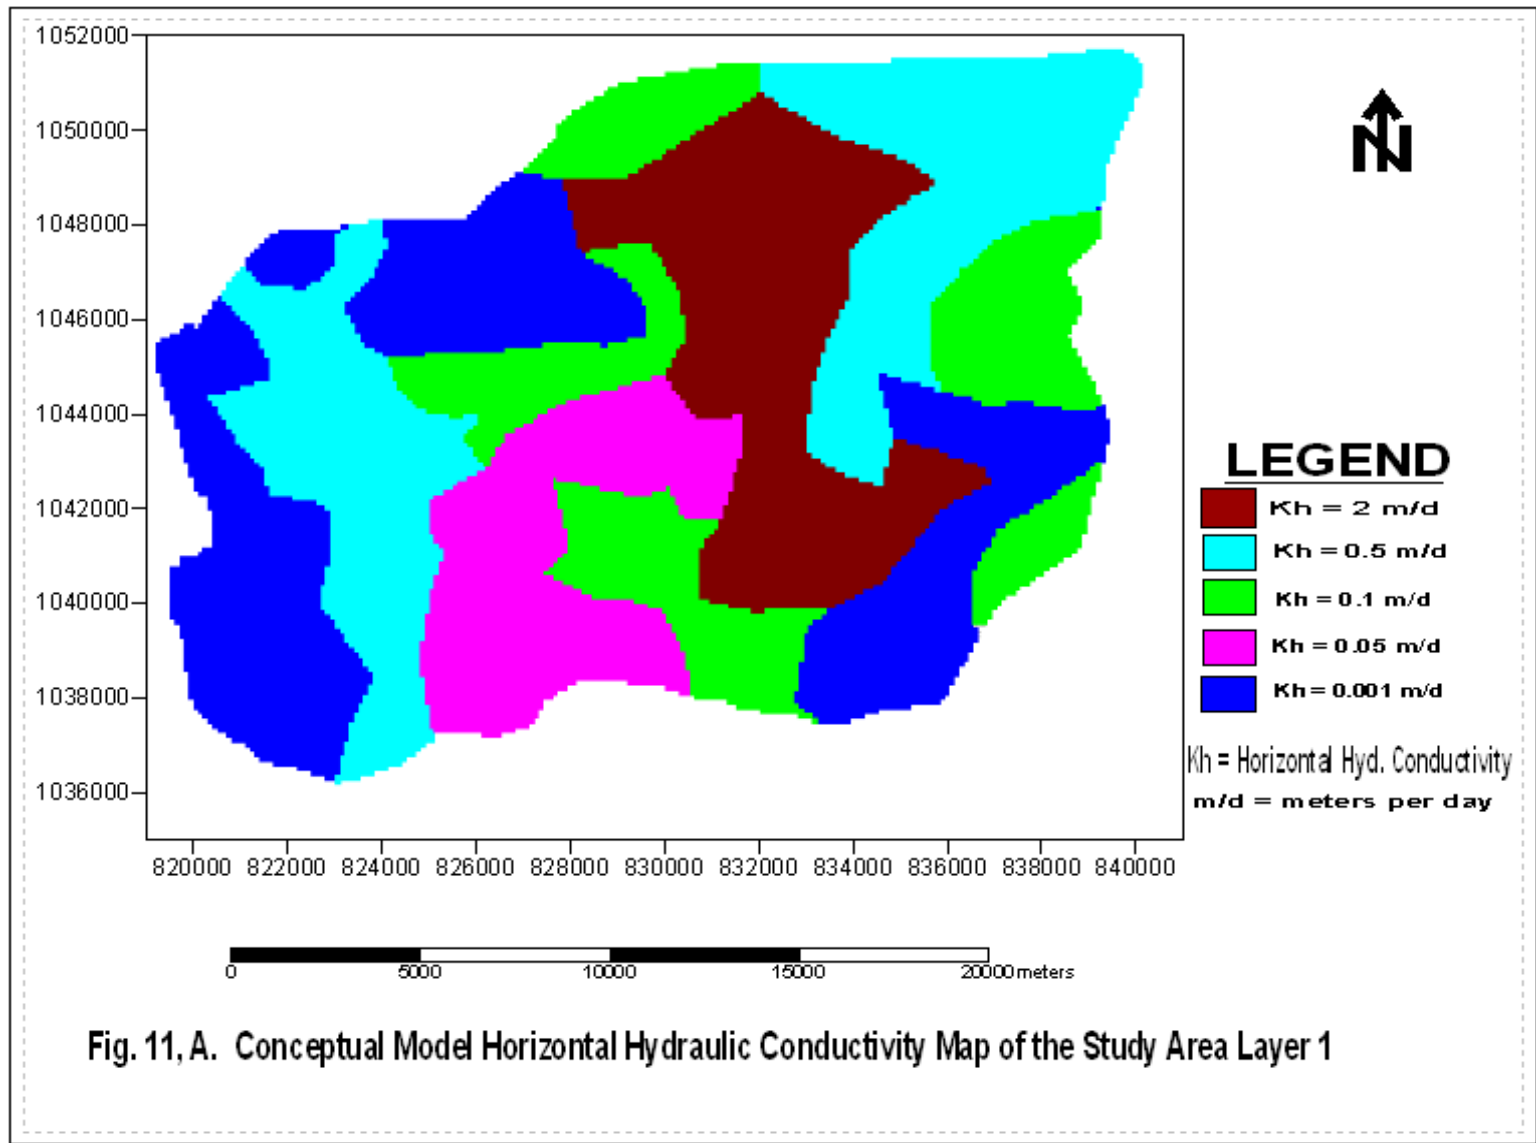 1052000
1050000
1048000
1046000
1044000
1042000
1040000
1038000
1036000
820000 822000 824000 826000 828000 830000 832000 834000 836000 838000 840000
N
LEGEND
Kh = 2 m/d
Kh = 0.5 m/d
Kh = 0.1 m/d
Kh = 0.05 m/d
Kh = 0.001 m/d
Kh = Horizontal Hyd. Conductivity
m/d = meters per day
0 5000 10000 15000 20000 meters
Fig. 11, A. Conceptual Model Horizontal Hydraulic Conductivity Map of the Study Area Layer 1